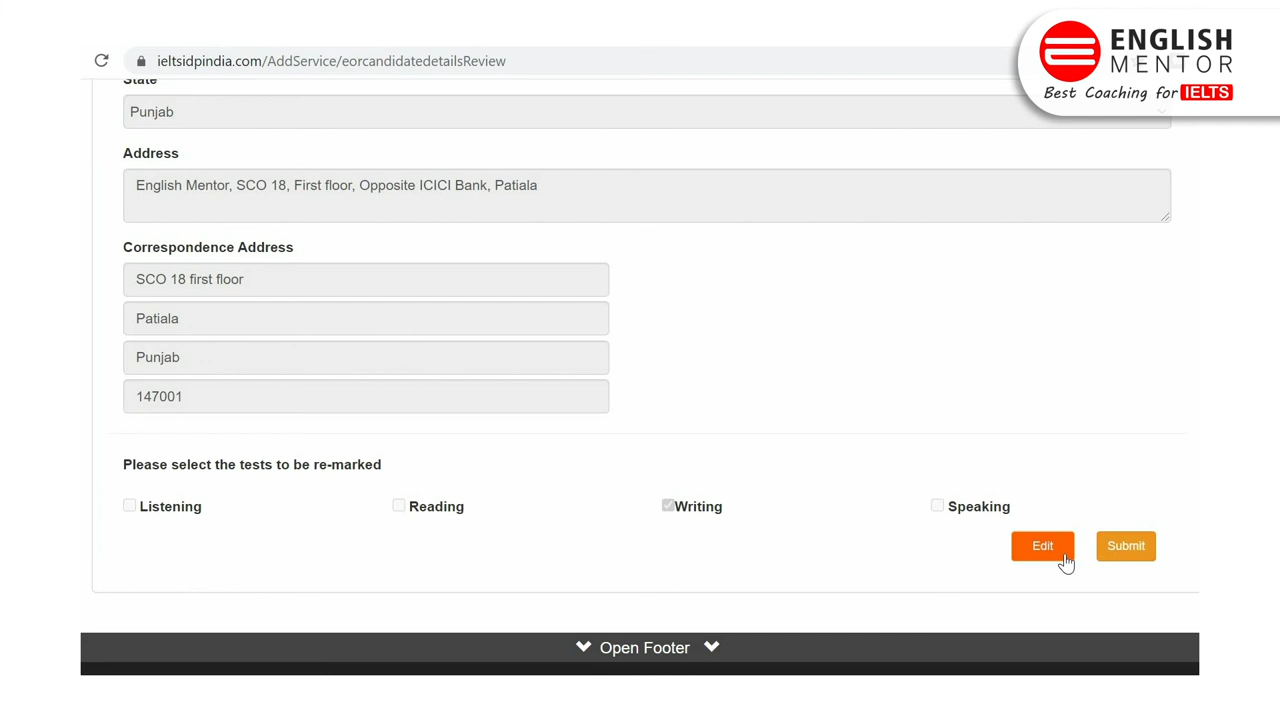 ENGLISH
MENTOR
Best Coaching for IELTS
ieltsidpindia.com/AddService/eorcandidatedetailsReview
State
Punjab
Address
English Mentor, SCO 18, First floor, Opposite ICICI Bank, Patiala
Correspondence Address
SCO 18 first floor
Patiala
Punjab
147001
Please select the tests to be re-marked
Listening Reading Writing Speaking
Edit Submit
Open Footer